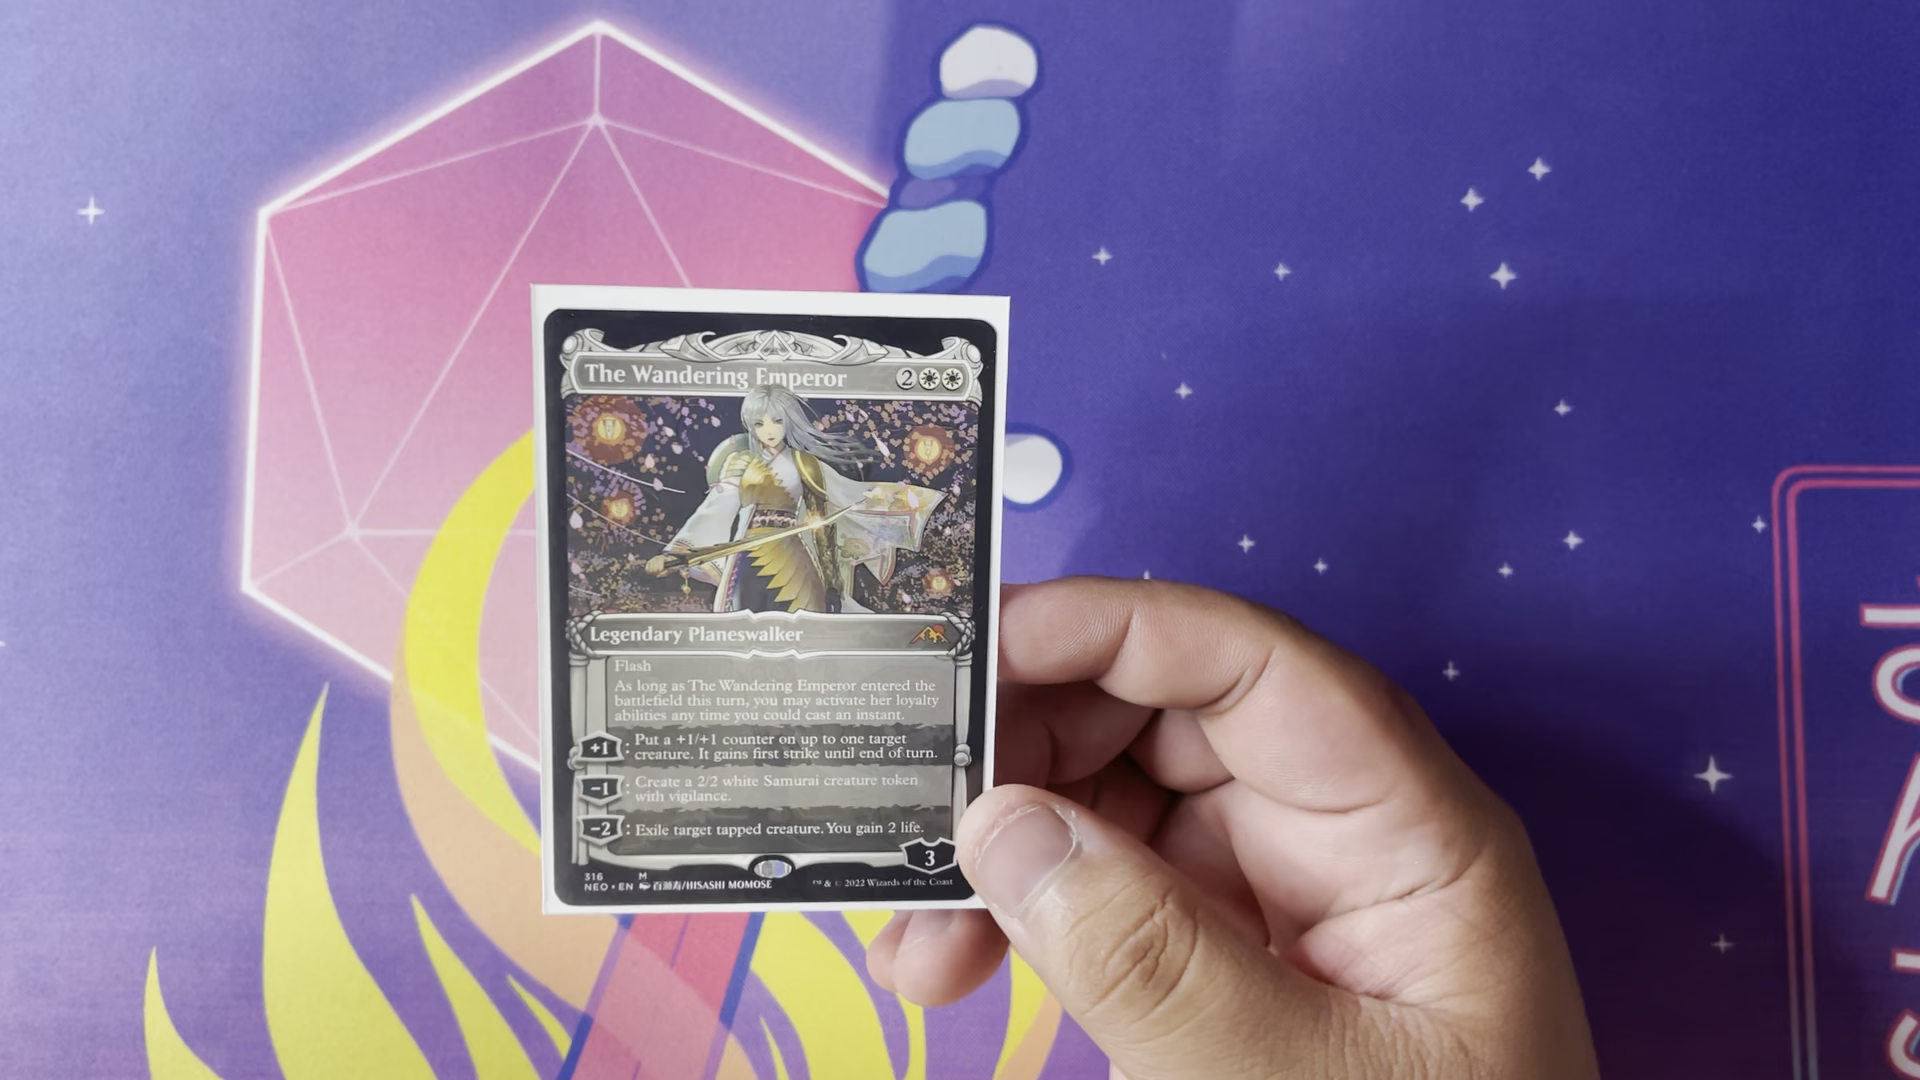 The Wandering Emperor 2
Legendary Planeswalker
Flash
As long as The Wandering Emperor entered the
battlefield this turn, you may activate her loyalty
abilities any time you could cast an instant.
+1 : Put a +1/+1 counter on up to one target
creature. It gains first strike until end of turn.
−1 : Create a 2/2 white Samurai creature token
with vigilance.
−2 : Exile target tapped creature. You gain 2 life.
3
316 M
NEO • EN 百瀬寿/HISASHI MOMOSE ™ & © 2022 Wizards of the Coast